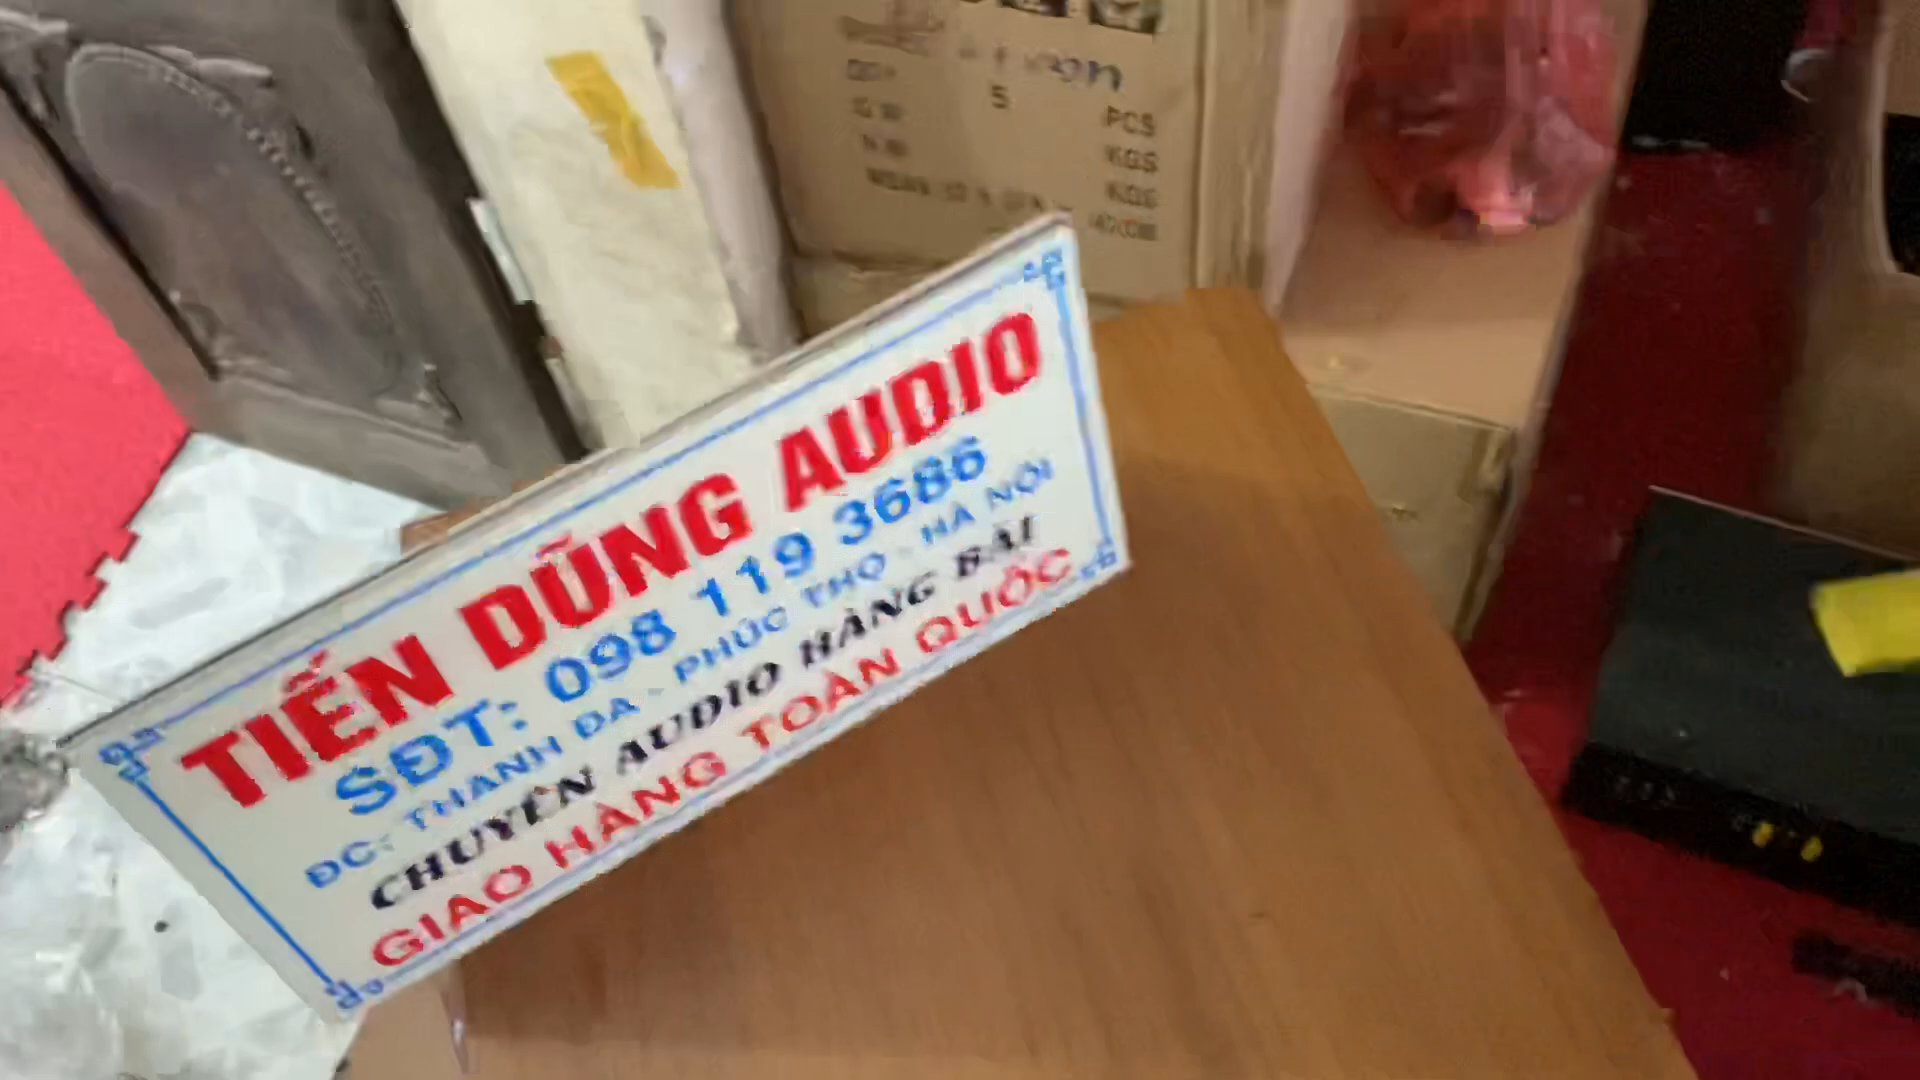 5 PCS
KGS
KGS
TIẾN DŨNG AUDIO
SĐT: 098 119 3686
ĐC: THANH ĐA - PHÚC THỌ - HÀ NỘI
CHUYÊN AUDIO HÀNG BÃI
GIAO HÀNG TOÀN QUỐC